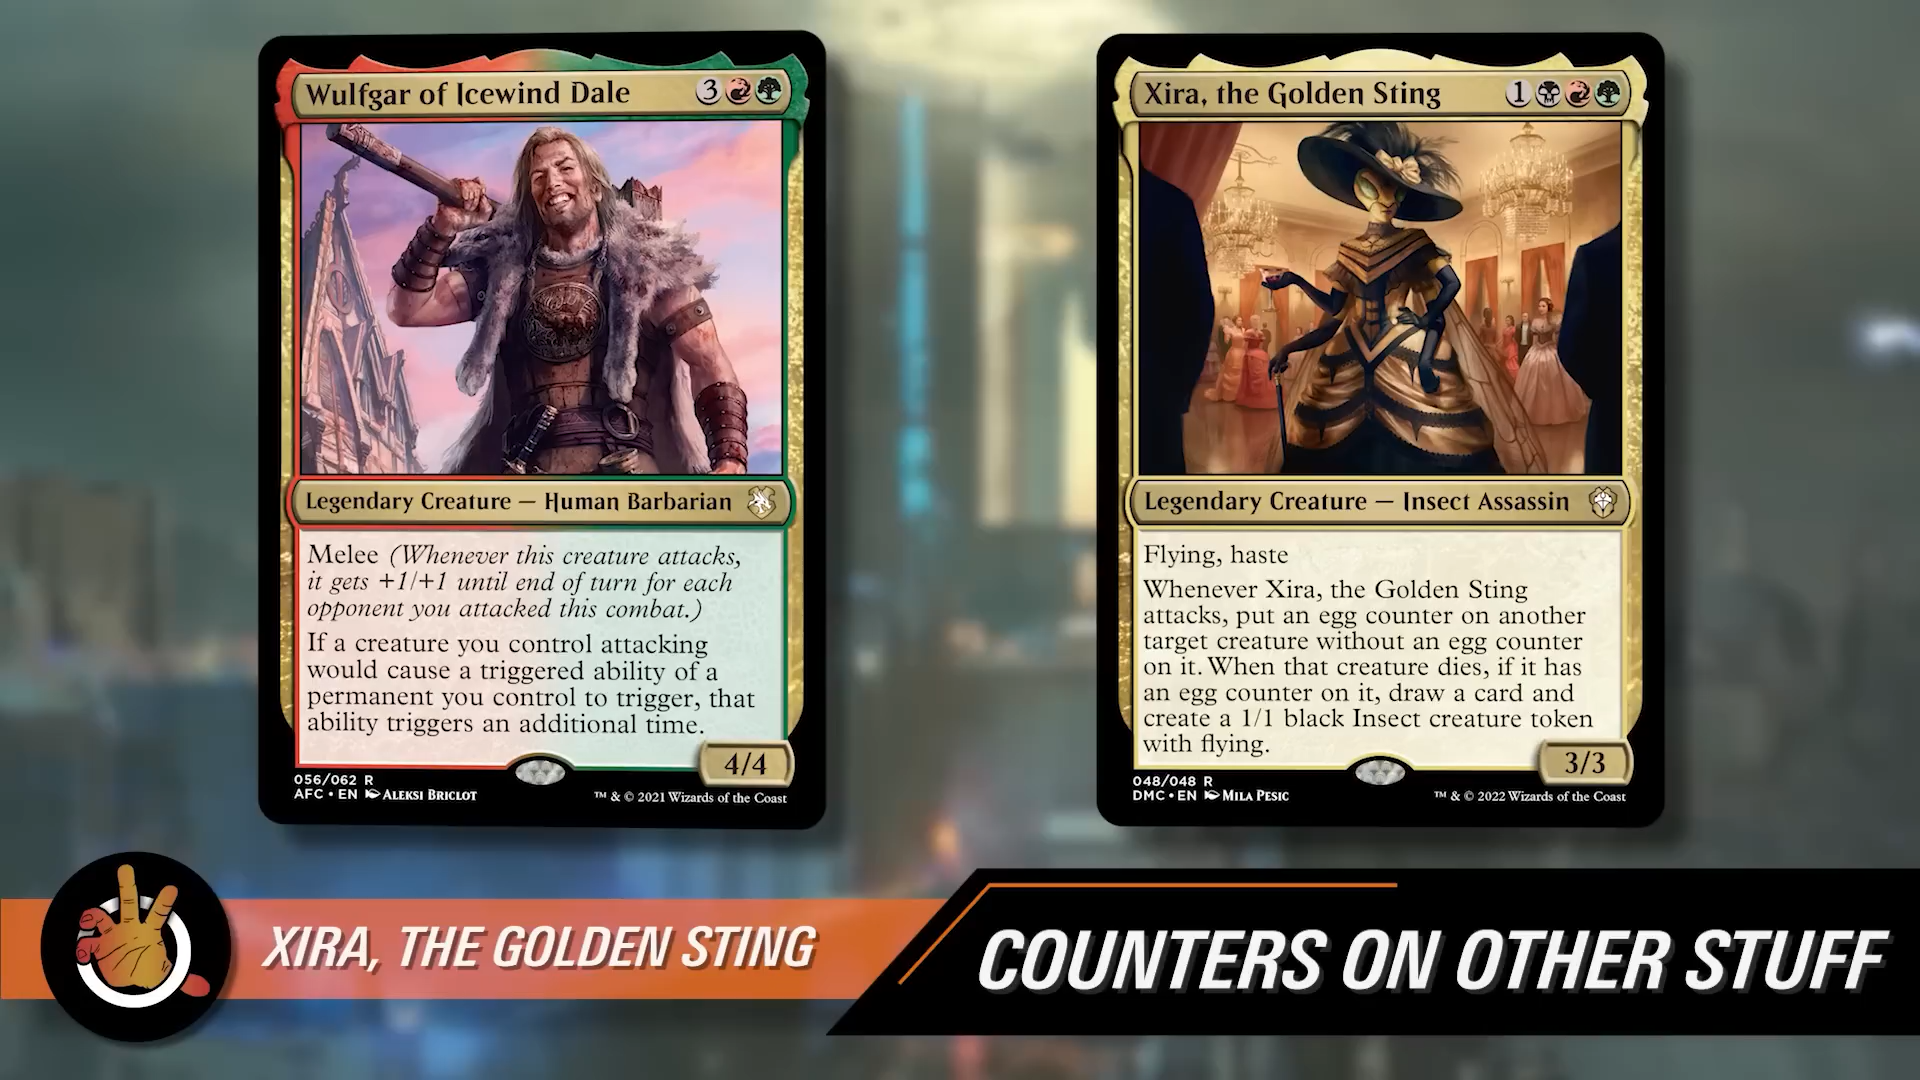 Wulfgar of Icewind Dale 3
Legendary Creature — Human Barbarian
Melee (Whenever this creature attacks,
it gets +1/+1 until end of turn for each
opponent you attacked this combat.)
If a creature you control attacking
would cause a triggered ability of a
permanent you control to trigger, that
ability triggers an additional time.
4/4
056/062 R
AFC • EN ALEKSI BRICLOT
™ & © 2021 Wizards of the Coast
Xira, the Golden Sting 1
Legendary Creature — Insect Assassin
Flying, haste
Whenever Xira, the Golden Sting
attacks, put an egg counter on another
target creature without an egg counter
on it. When that creature dies, if it has
an egg counter on it, draw a card and
create a 1/1 black Insect creature token
with flying.
3/3
048/048 R
DMC • EN MILA PESIC
™ & © 2022 Wizards of the Coast
XIRA, THE GOLDEN STING
COUNTERS ON OTHER STUFF